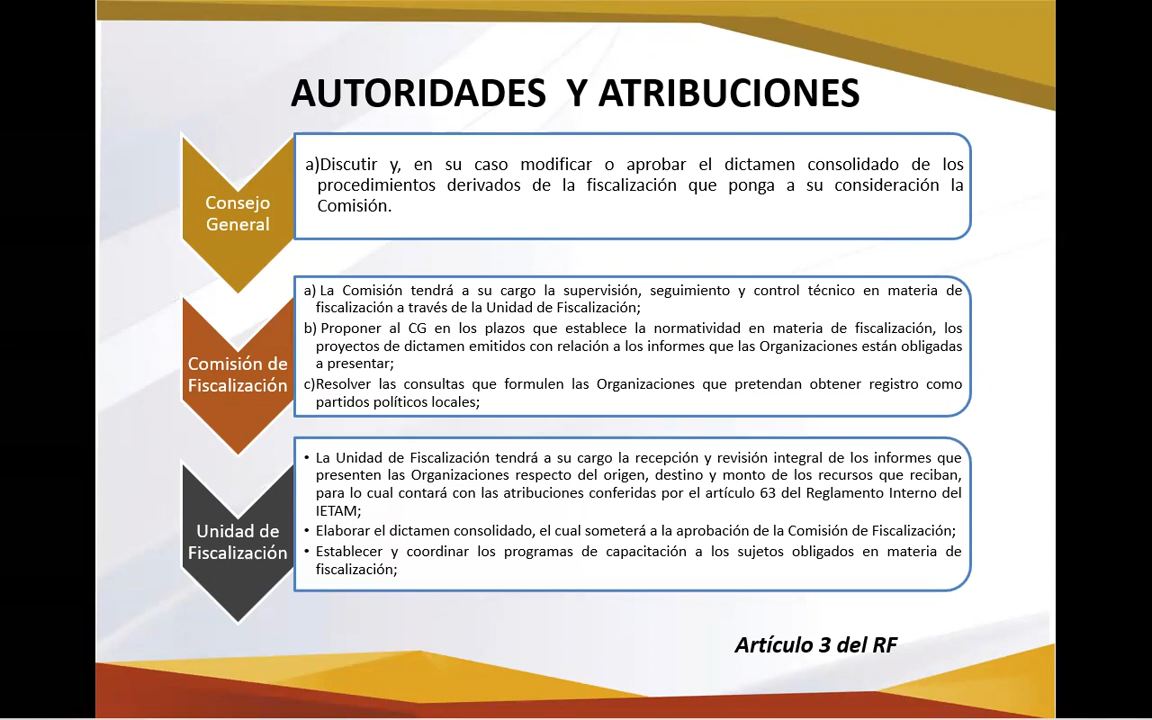 AUTORIDADES Y ATRIBUCIONES
Consejo
General
a)Discutir y, en su caso modificar o aprobar el dictamen consolidado de los
procedimientos derivados de la fiscalización que ponga a su consideración la
Comisión.
Comisión de
Fiscalización
a) La Comisión tendrá a su cargo la supervisión, seguimiento y control técnico en materia de
fiscalización a través de la Unidad de Fiscalización;
b) Proponer al CG en los plazos que establece la normatividad en materia de fiscalización, los
proyectos de dictamen emitidos con relación a los informes que las Organizaciones están obligadas
a presentar;
c)Resolver las consultas que formulen las Organizaciones que pretendan obtener registro como
partidos políticos locales;
Unidad de
Fiscalización
• La Unidad de Fiscalización tendrá a su cargo la recepción y revisión integral de los informes que
presenten las Organizaciones respecto del origen, destino y monto de los recursos que reciban,
para lo cual contará con las atribuciones conferidas por el artículo 63 del Reglamento Interno del
IETAM;
• Elaborar el dictamen consolidado, el cual someterá a la aprobación de la Comisión de Fiscalización;
• Establecer y coordinar los programas de capacitación a los sujetos obligados en materia de
fiscalización;
Artículo 3 del RF